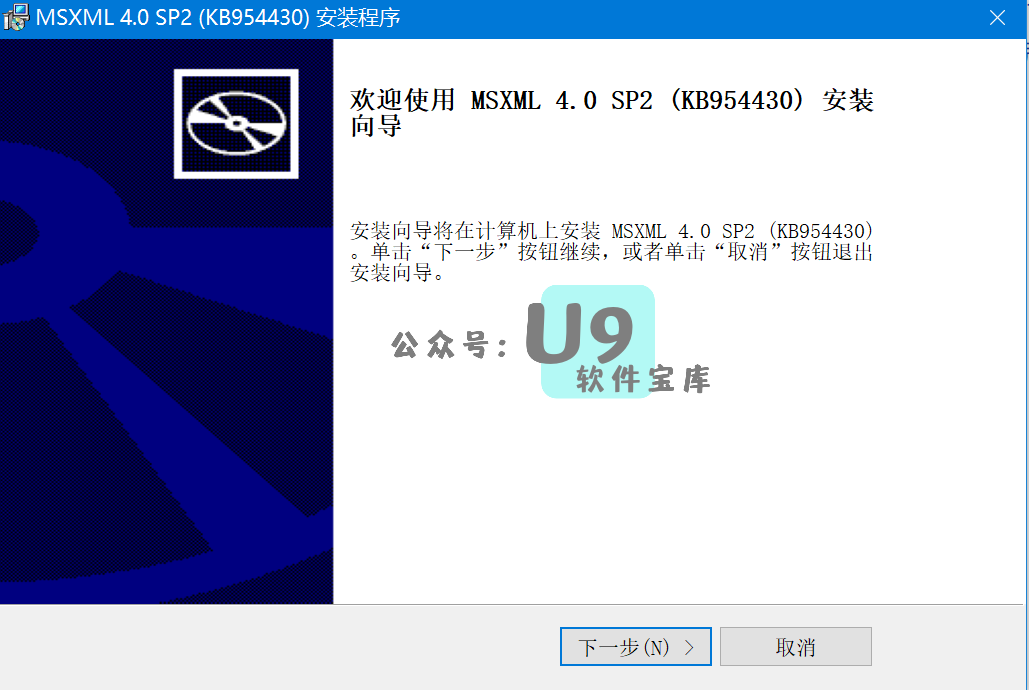 MSXML 4.0 SP2 (KB954430) 安装程序
欢迎使用 MSXML 4.0 SP2 (KB954430) 安装
向导
安装向导将在计算机上安装 MSXML 4.0 SP2 (KB954430)
。单击“下一步”按钮继续，或者单击“取消”按钮退出
安装向导。
公众号：U9
软件宝库
下一步(N) >
取消